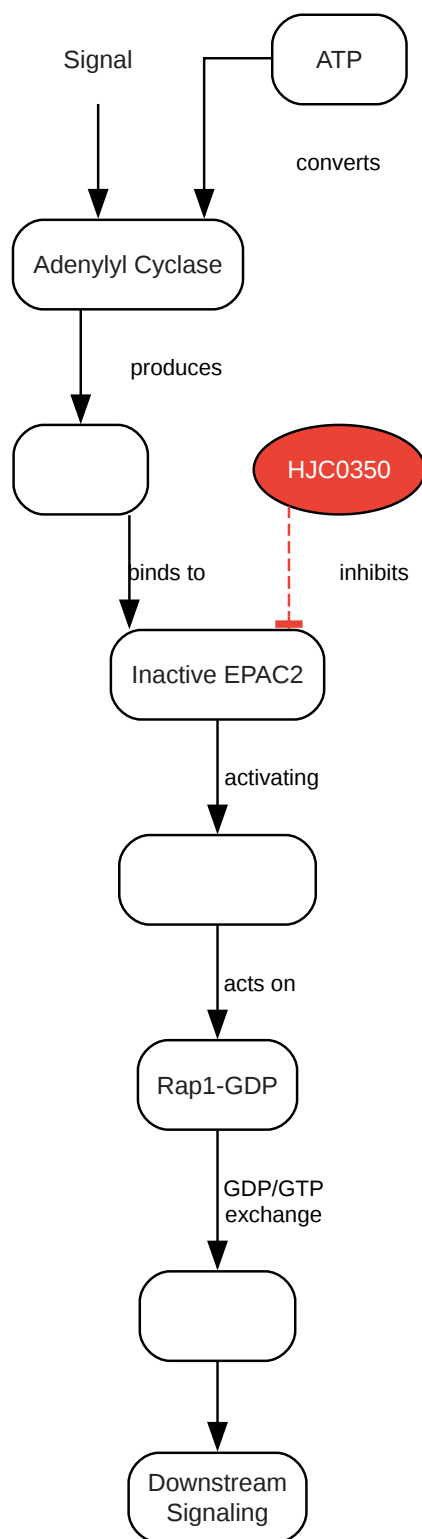 Signal
ATP
converts
Adenylyl Cyclase
produces
HJC0350
binds to
inhibits
Inactive EPAC2
activating
acts on
Rap1-GDP
GDP/GTP
exchange
Downstream
Signaling